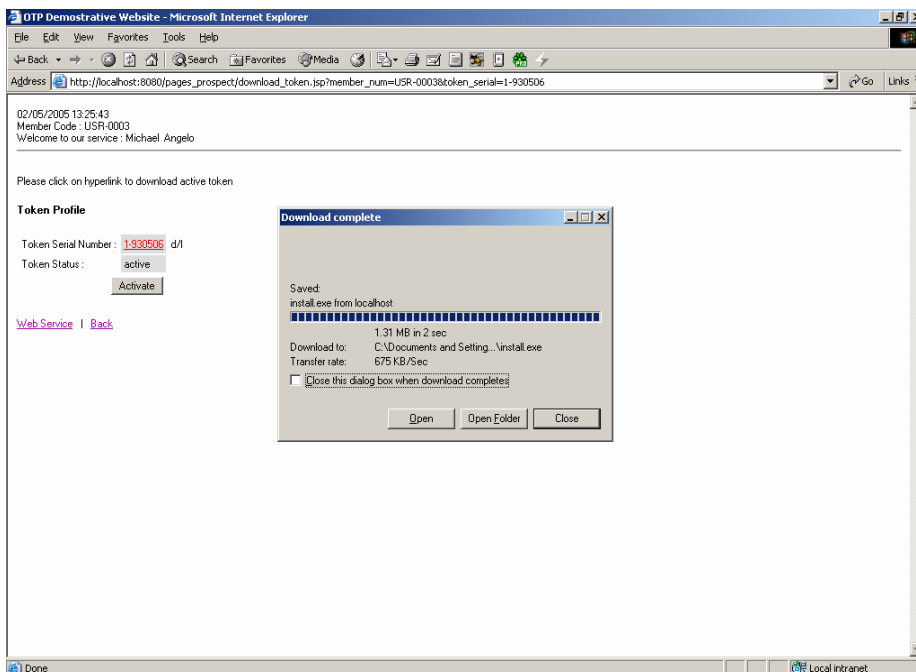 OTP Demostrative Website - Microsoft Internet Explorer
File Edit View Favorites Tools Help
Back Search Favorites Media
Address http://localhost:8080/pages_prospect/download_token.jsp?member_num=USR-0003&token_serial=1-930506 Go Links
02/05/2005 13:25:43
Member Code : USR-0003
Welcome to our service : Michael Angelo
Please click on hyperlink to download active token
Token Profile
Token Serial Number : 1-930506 d/l
Token Status : active
Activate
Web Service | Back
Download complete
Saved:
install.exe from localhost
1.31 MB in 2 sec
Download to: C:\Documents and Setting...\install.exe
Transfer rate: 675 KB/Sec
Close this dialog box when download completes
Open Open Folder Close
Done Local intranet